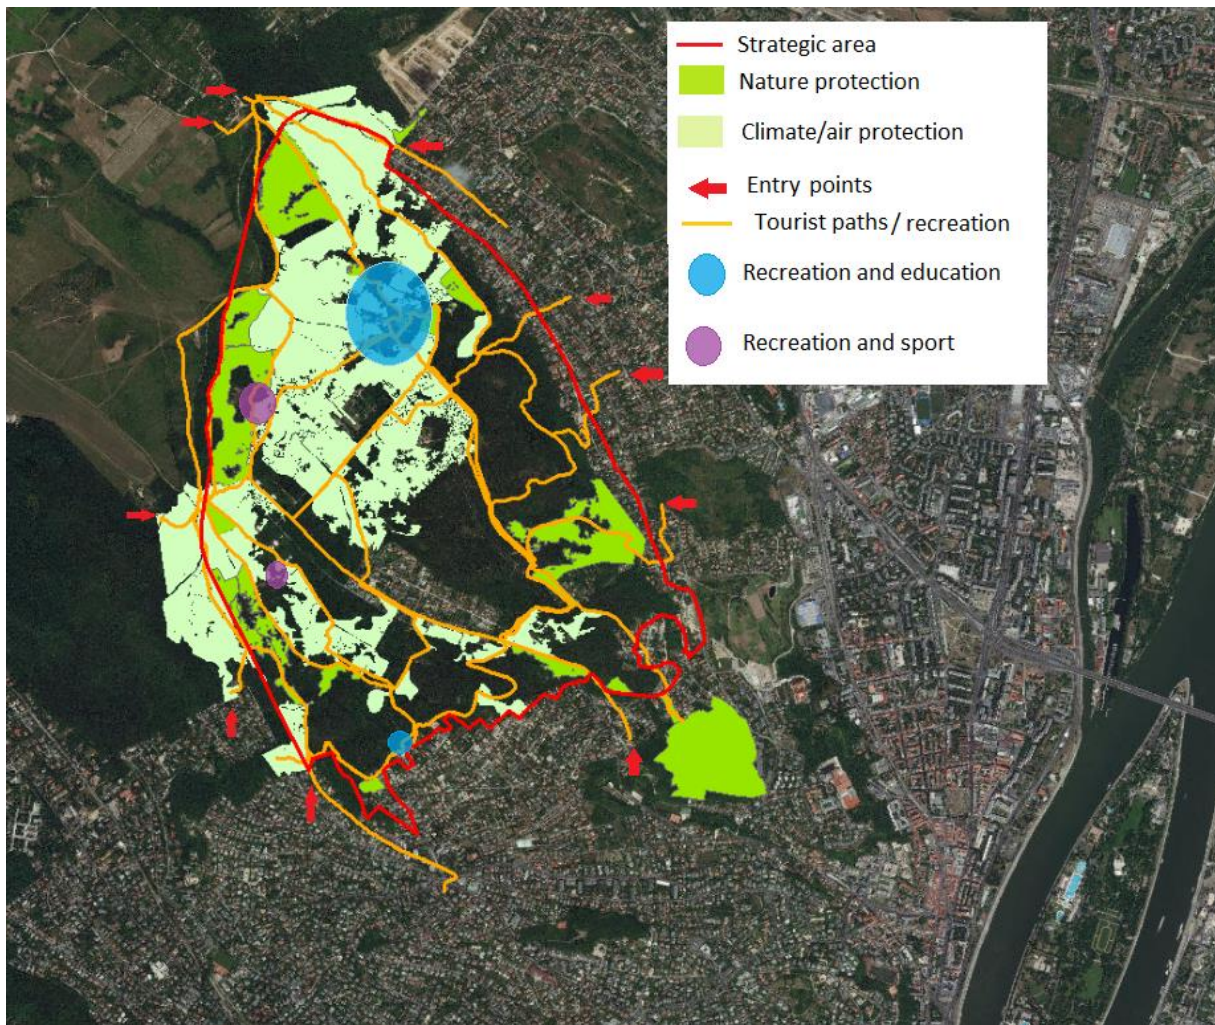 Strategic area
Nature protection
Climate/air protection
Entry points
Tourist paths / recreation
Recreation and education
Recreation and sport